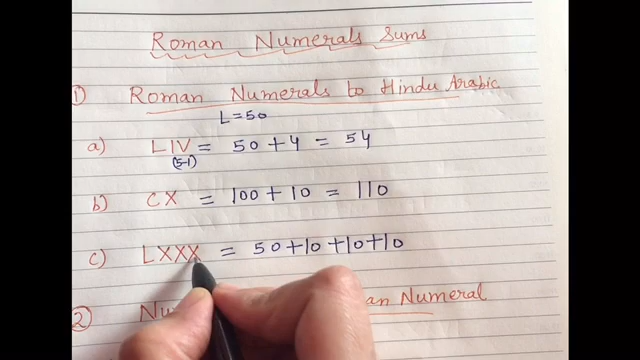 Roman Numerals Sums
① Roman Numerals to Hindu Arabic
L=50
a) LIV = 50 + 4 = 54
(5-1)
b) CX = 100 + 10 = 110
c) LXXX = 50+10+10+10
② Nu an Numeral